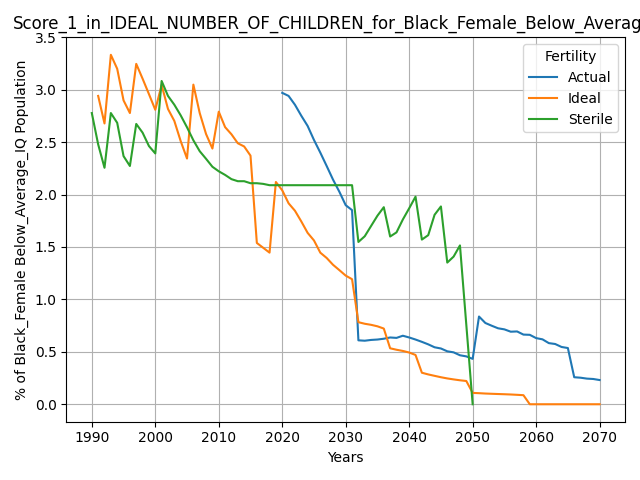 Score_1_in_IDEAL_NUMBER_OF_CHILDREN_for_Black_Female_Below_Averag
Fertility
Actual
Ideal
Sterile
% of Black_Female Below_Average_IQ Population
3.5
3.0
2.5
2.0
1.5
1.0
0.5
0.0
1990 2000 2010 2020 2030 2040 2050 2060 2070
Years